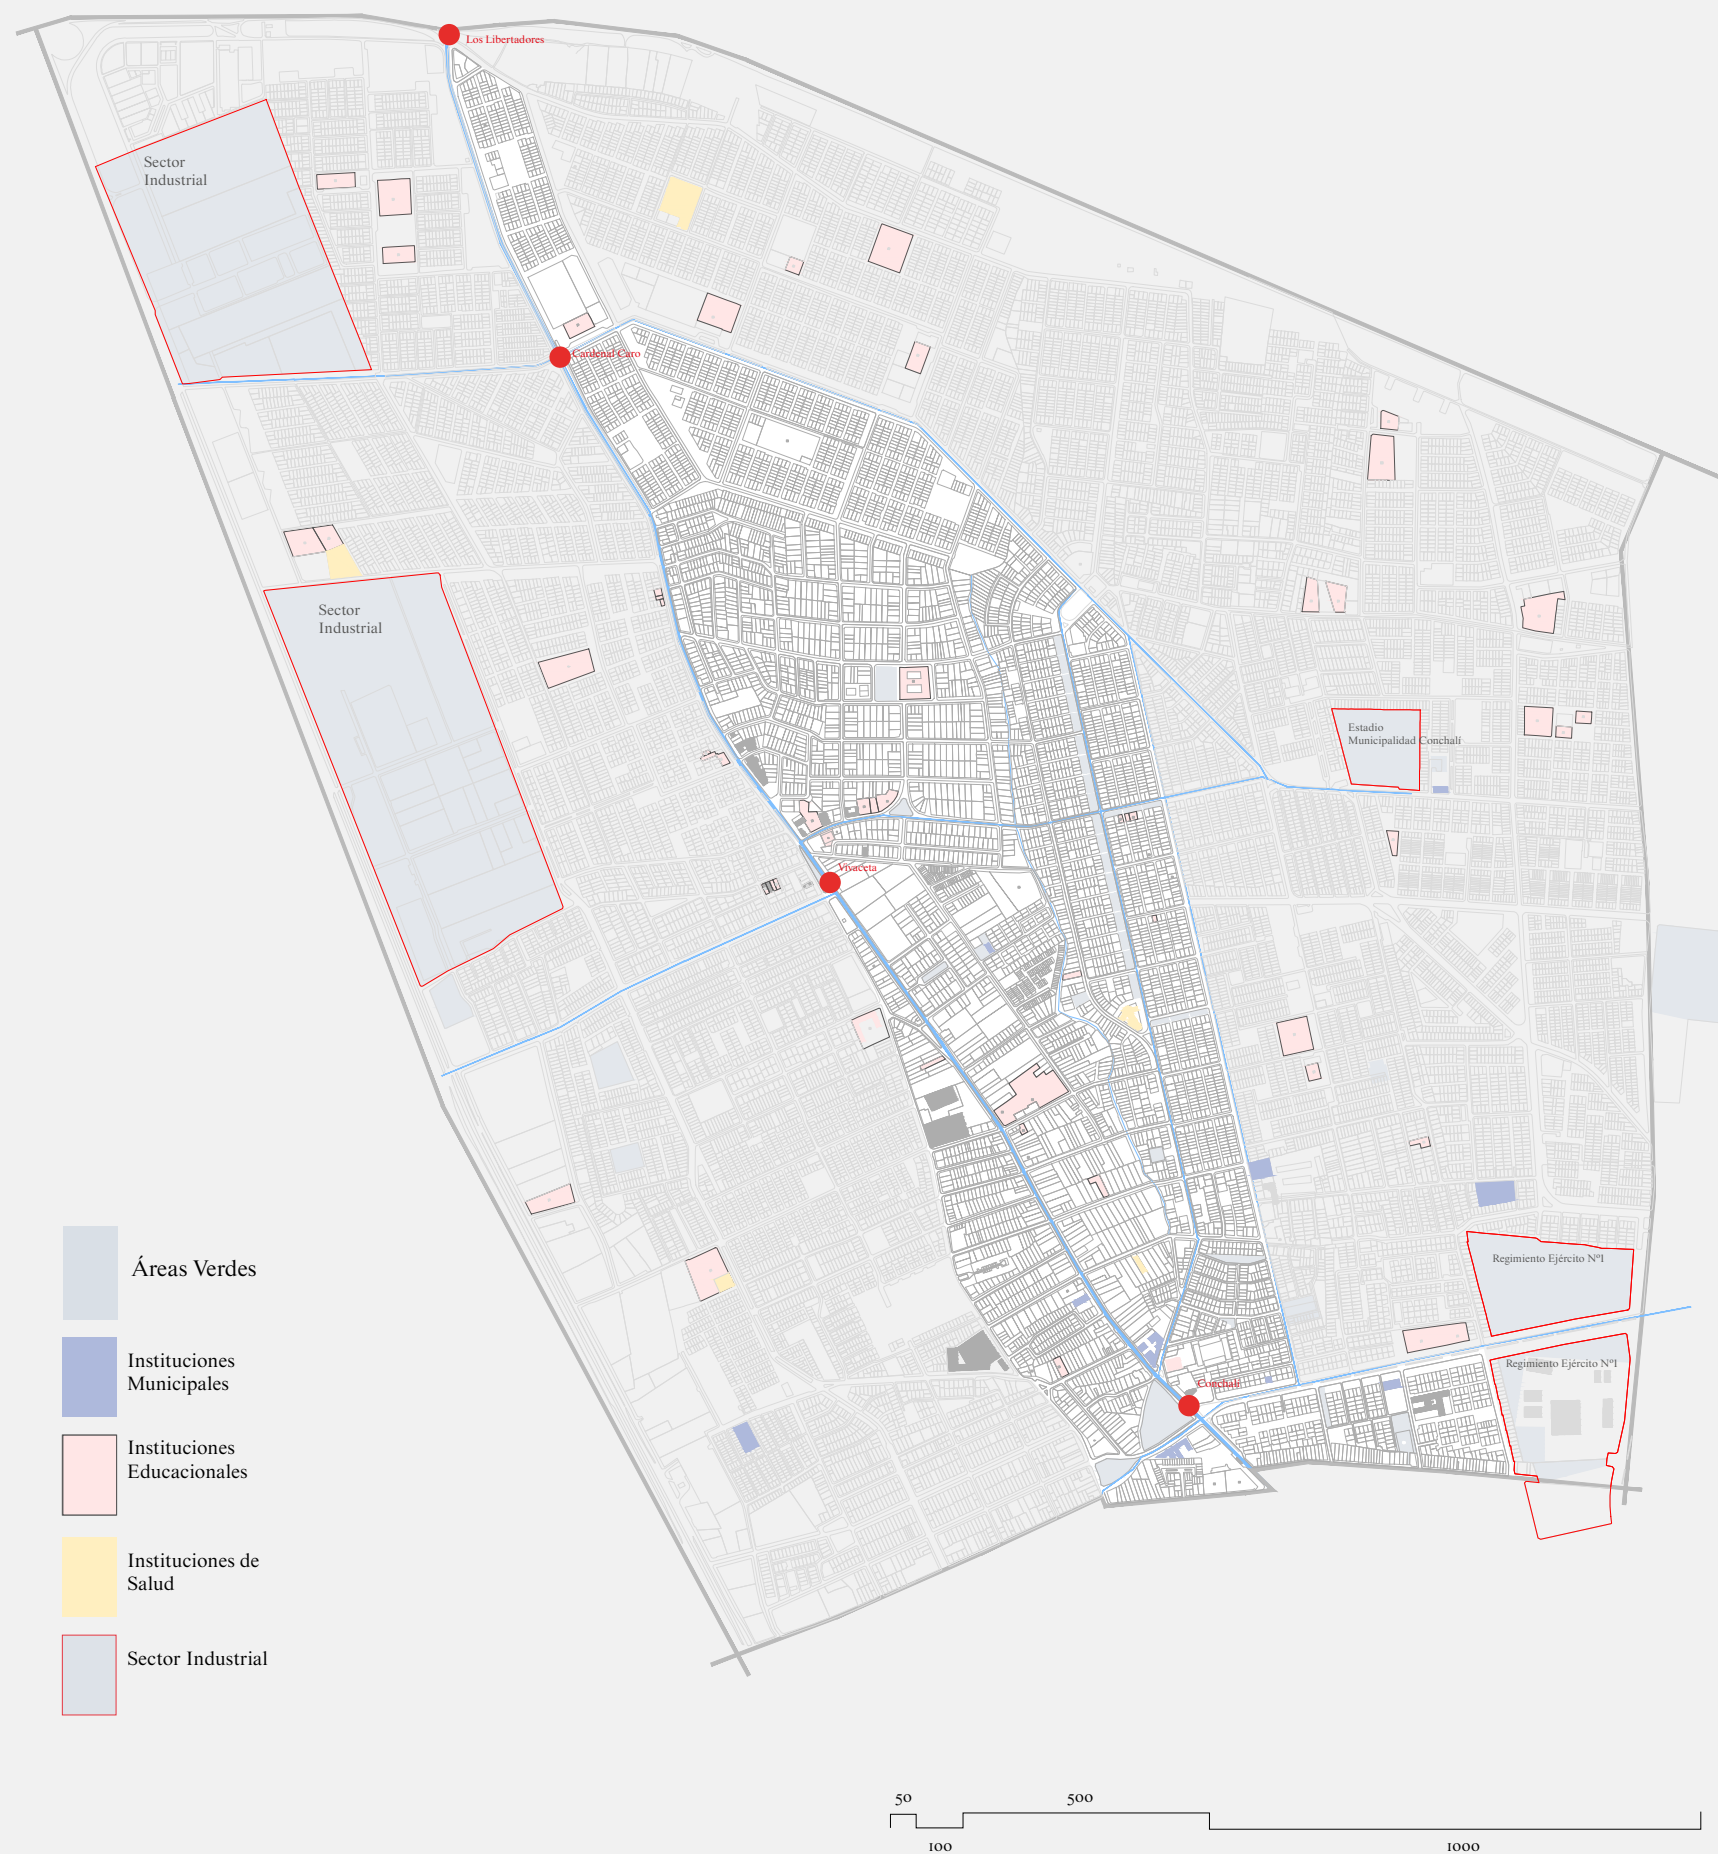 Los Libertadores
Sector
Industrial
Cardenal Caro
Sector
Industrial
Estadio
Municipalidad Conchalí
Vivaceta
Áreas Verdes
Regimiento Ejército Nº1
Instituciones
Municipales
Regimiento Ejército Nº1
Conchalí
Instituciones
Educacionales
Instituciones de
Salud
Sector Industrial
50
500
100
1000